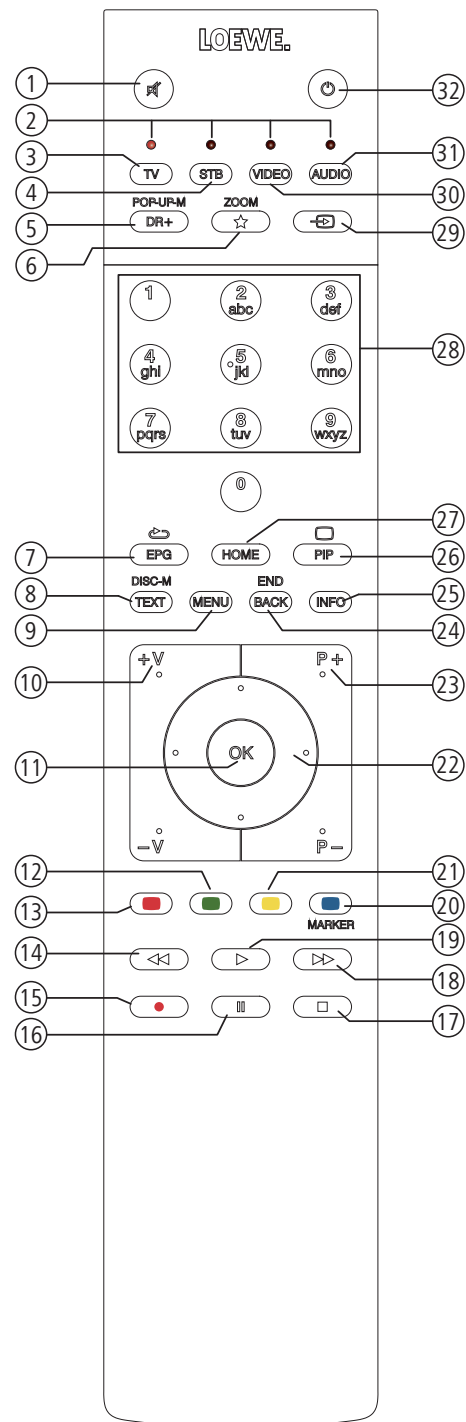 LOEWE.
1
32
2
3
TV
STB
VIDEO
AUDIO
31
4
30
POP-UP-M
ZOOM
5
DR+
29
6
1
2
abc
3
def
4
ghi
5
jkl
6
mno
28
7
pqrs
8
tuv
9
wxyz
0
27
7
EPG
HOME
PIP
26
DISC-M
END
8
TEXT
MENU
BACK
INFO
25
9
24
+V
P+
10
23
11
OK
22
−V
P−
12
21
13
20
MARKER
14
19
18
15
16
17